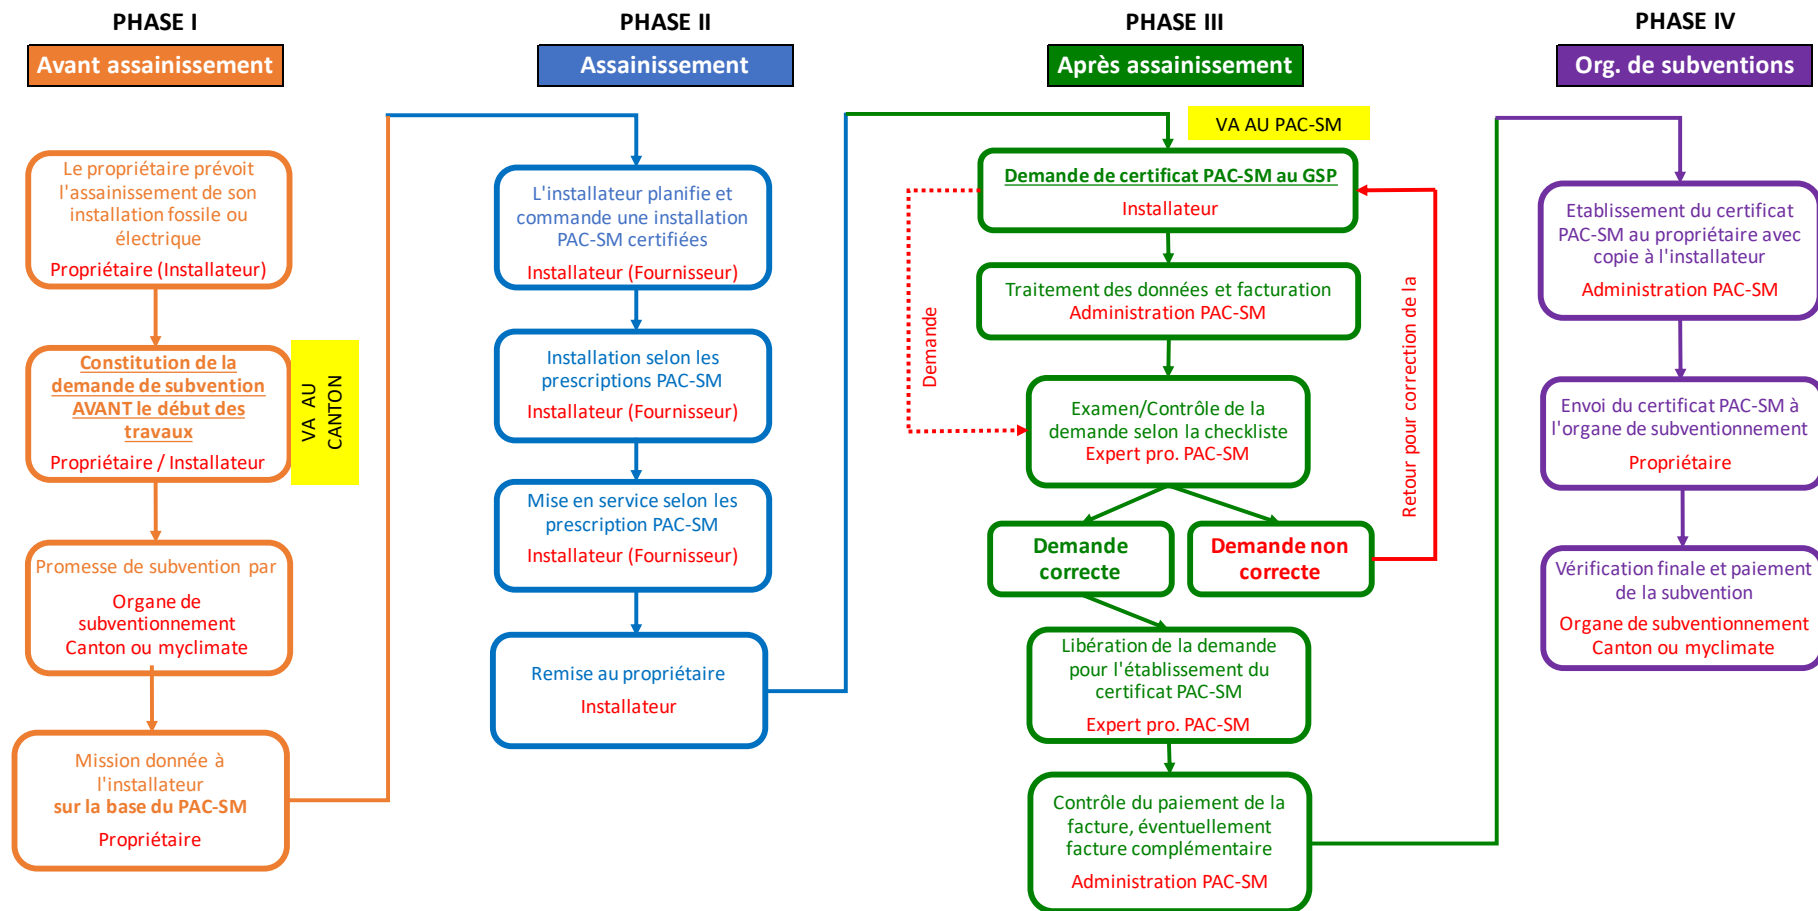 PHASE I
Avant assainissement
Le propriétaire prévoit
l'assainissement de son
installation fossile ou
électrique
Propriétaire (Installateur)
Constitution de la
demande de subvention
AVANT le début des
travaux
Propriétaire / Installateur
VA AU
CANTON
Promesse de subvention par
Organe de
subventionnement
Canton ou myclimate
Mission donnée à
l'installateur
sur la base du PAC-SM
Propriétaire
PHASE II
Assainissement
L'installateur planifie et
commande une installation
PAC-SM certifiées
Installateur (Fournisseur)
Installation selon les
prescriptions PAC-SM
Installateur (Fournisseur)
Mise en service selon les
prescription PAC-SM
Installateur (Fournisseur)
Remise au propriétaire
Installateur
PHASE III
Après assainissement
VA AU PAC-SM
Demande de certificat PAC-SM au GSP
Installateur
Traitement des données et facturation
Administration PAC-SM
Demande
Examen/Contrôle de la
demande selon la checkliste
Expert pro. PAC-SM
Retour pour correction de la
Demande
correcte
Demande non
correcte
Libération de la demande
pour l'établissement du
certificat PAC-SM
Expert pro. PAC-SM
Contrôle du paiement de la
facture, éventuellement
facture complémentaire
Administration PAC-SM
PHASE IV
Org. de subventions
Etablissement du certificat
PAC-SM au propriétaire avec
copie à l'installateur
Administration PAC-SM
Envoi du certificat PAC-SM à
l'organe de subventionnement
Propriétaire
Vérification finale et paiement
de la subvention
Organe de subventionnement
Canton ou myclimate